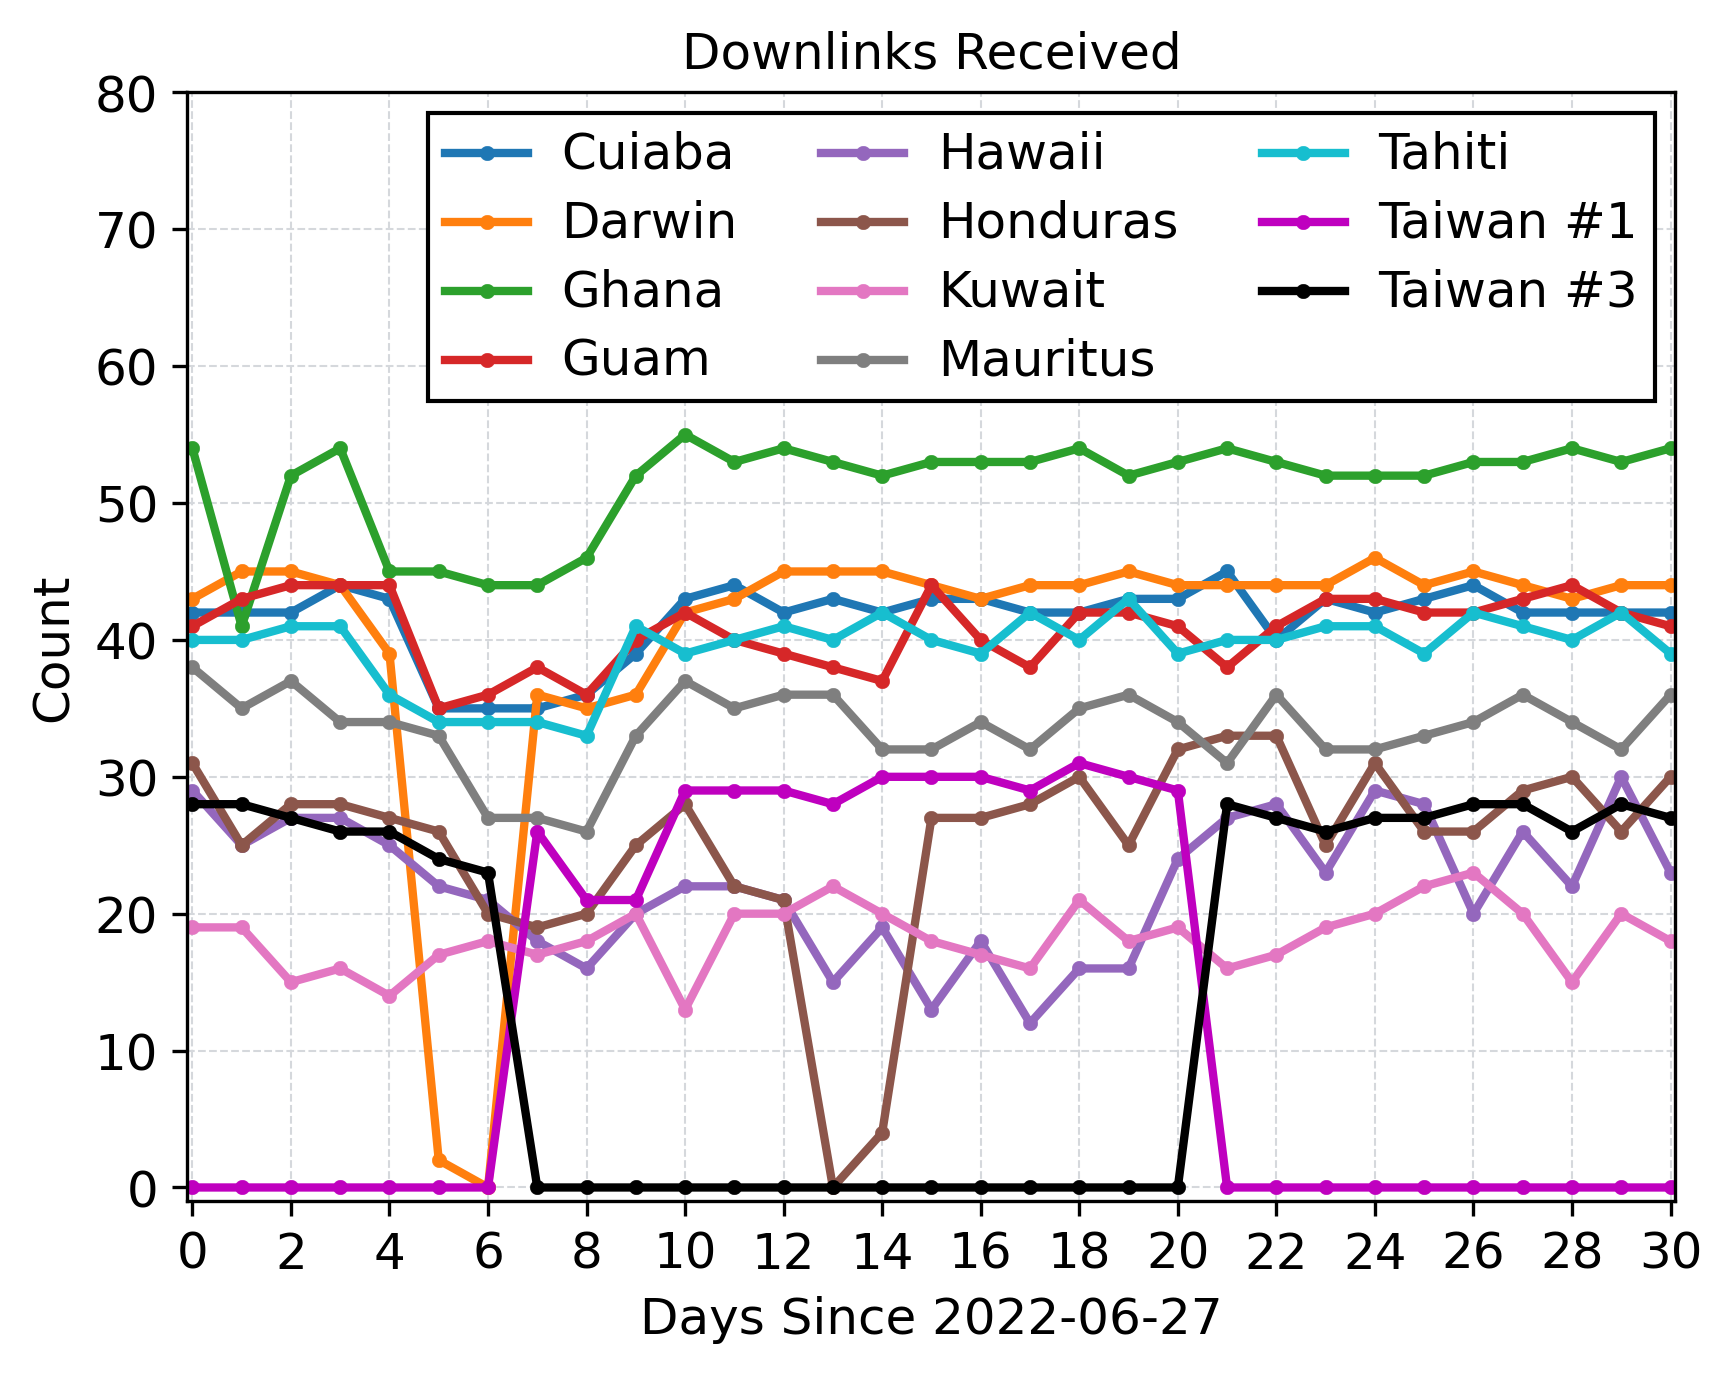 Downlinks Received
80
70
60
50
40
30
20
10
0
Count
Cuiaba
Darwin
Ghana
Guam
Hawaii
Honduras
Kuwait
Mauritus
Tahiti
Taiwan #1
Taiwan #3
0 2 4 6 8 10 12 14 16 18 20 22 24 26 28 30
Days Since 2022-06-27